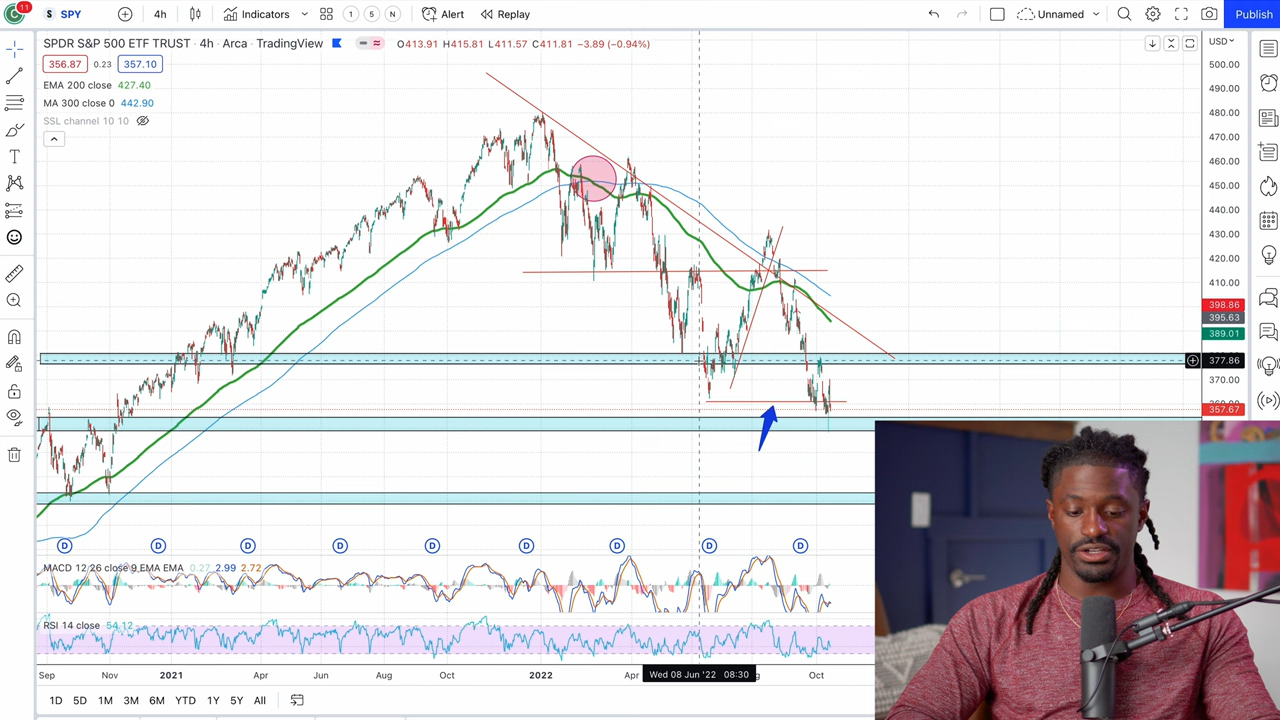 11
S SPY 4h Indicators 1 5 N Alert Replay Unnamed Publish
SPDR S&P 500 ETF TRUST · 4h · Arca · TradingView O413.91 H415.81 L411.57 C411.81 −3.89 (−0.94%) USD
356.87 0.23 357.10
EMA 200 close 427.40
MA 300 close 0 442.90
SSL channel 10 10
500.00
490.00
480.00
470.00
460.00
450.00
440.00
430.00
420.00
410.00
398.86
395.63
389.01
377.86
370.00
357.67
D D D D D D D D D
MACD 12 26 close 9 EMA EMA 0.27 2.99 2.72
RSI 14 close 54.12
Sep Nov 2021 Apr Jun Aug Oct 2022 Apr Wed 08 Jun '22 08:30 Oct
1D 5D 1M 3M 6M YTD 1Y 5Y All